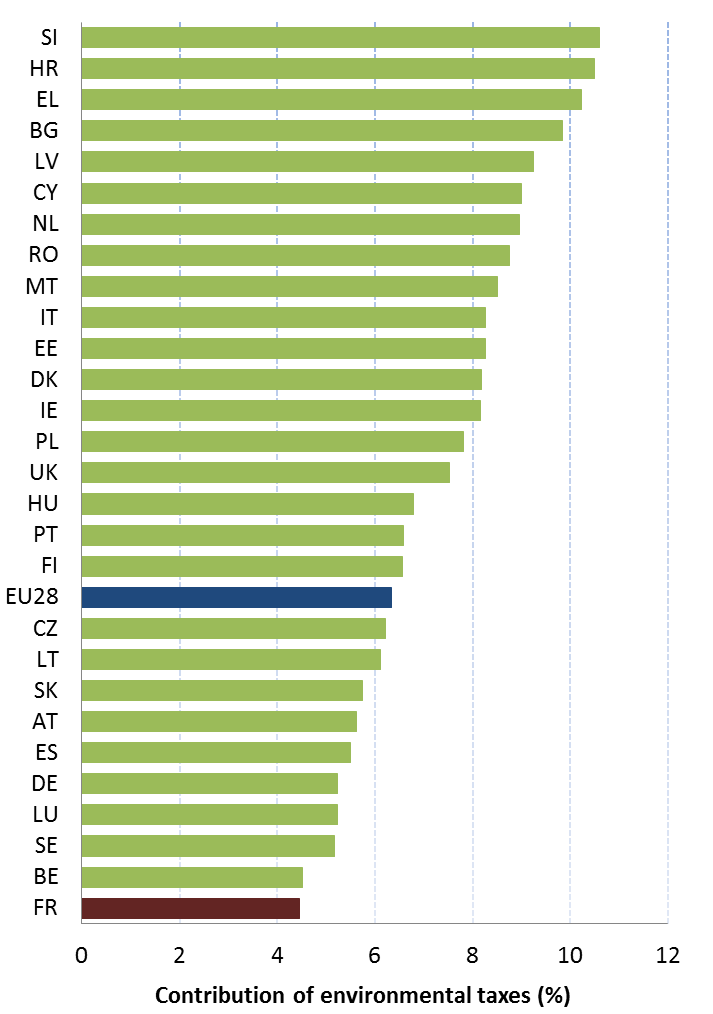 SI
HR
EL
BG
LV
CY
NL
RO
MT
IT
EE
DK
IE
PL
UK
HU
PT
FI
EU28
CZ
LT
SK
AT
ES
DE
LU
SE
BE
FR
0 2 4 6 8 10 12
Contribution of environmental taxes (%)